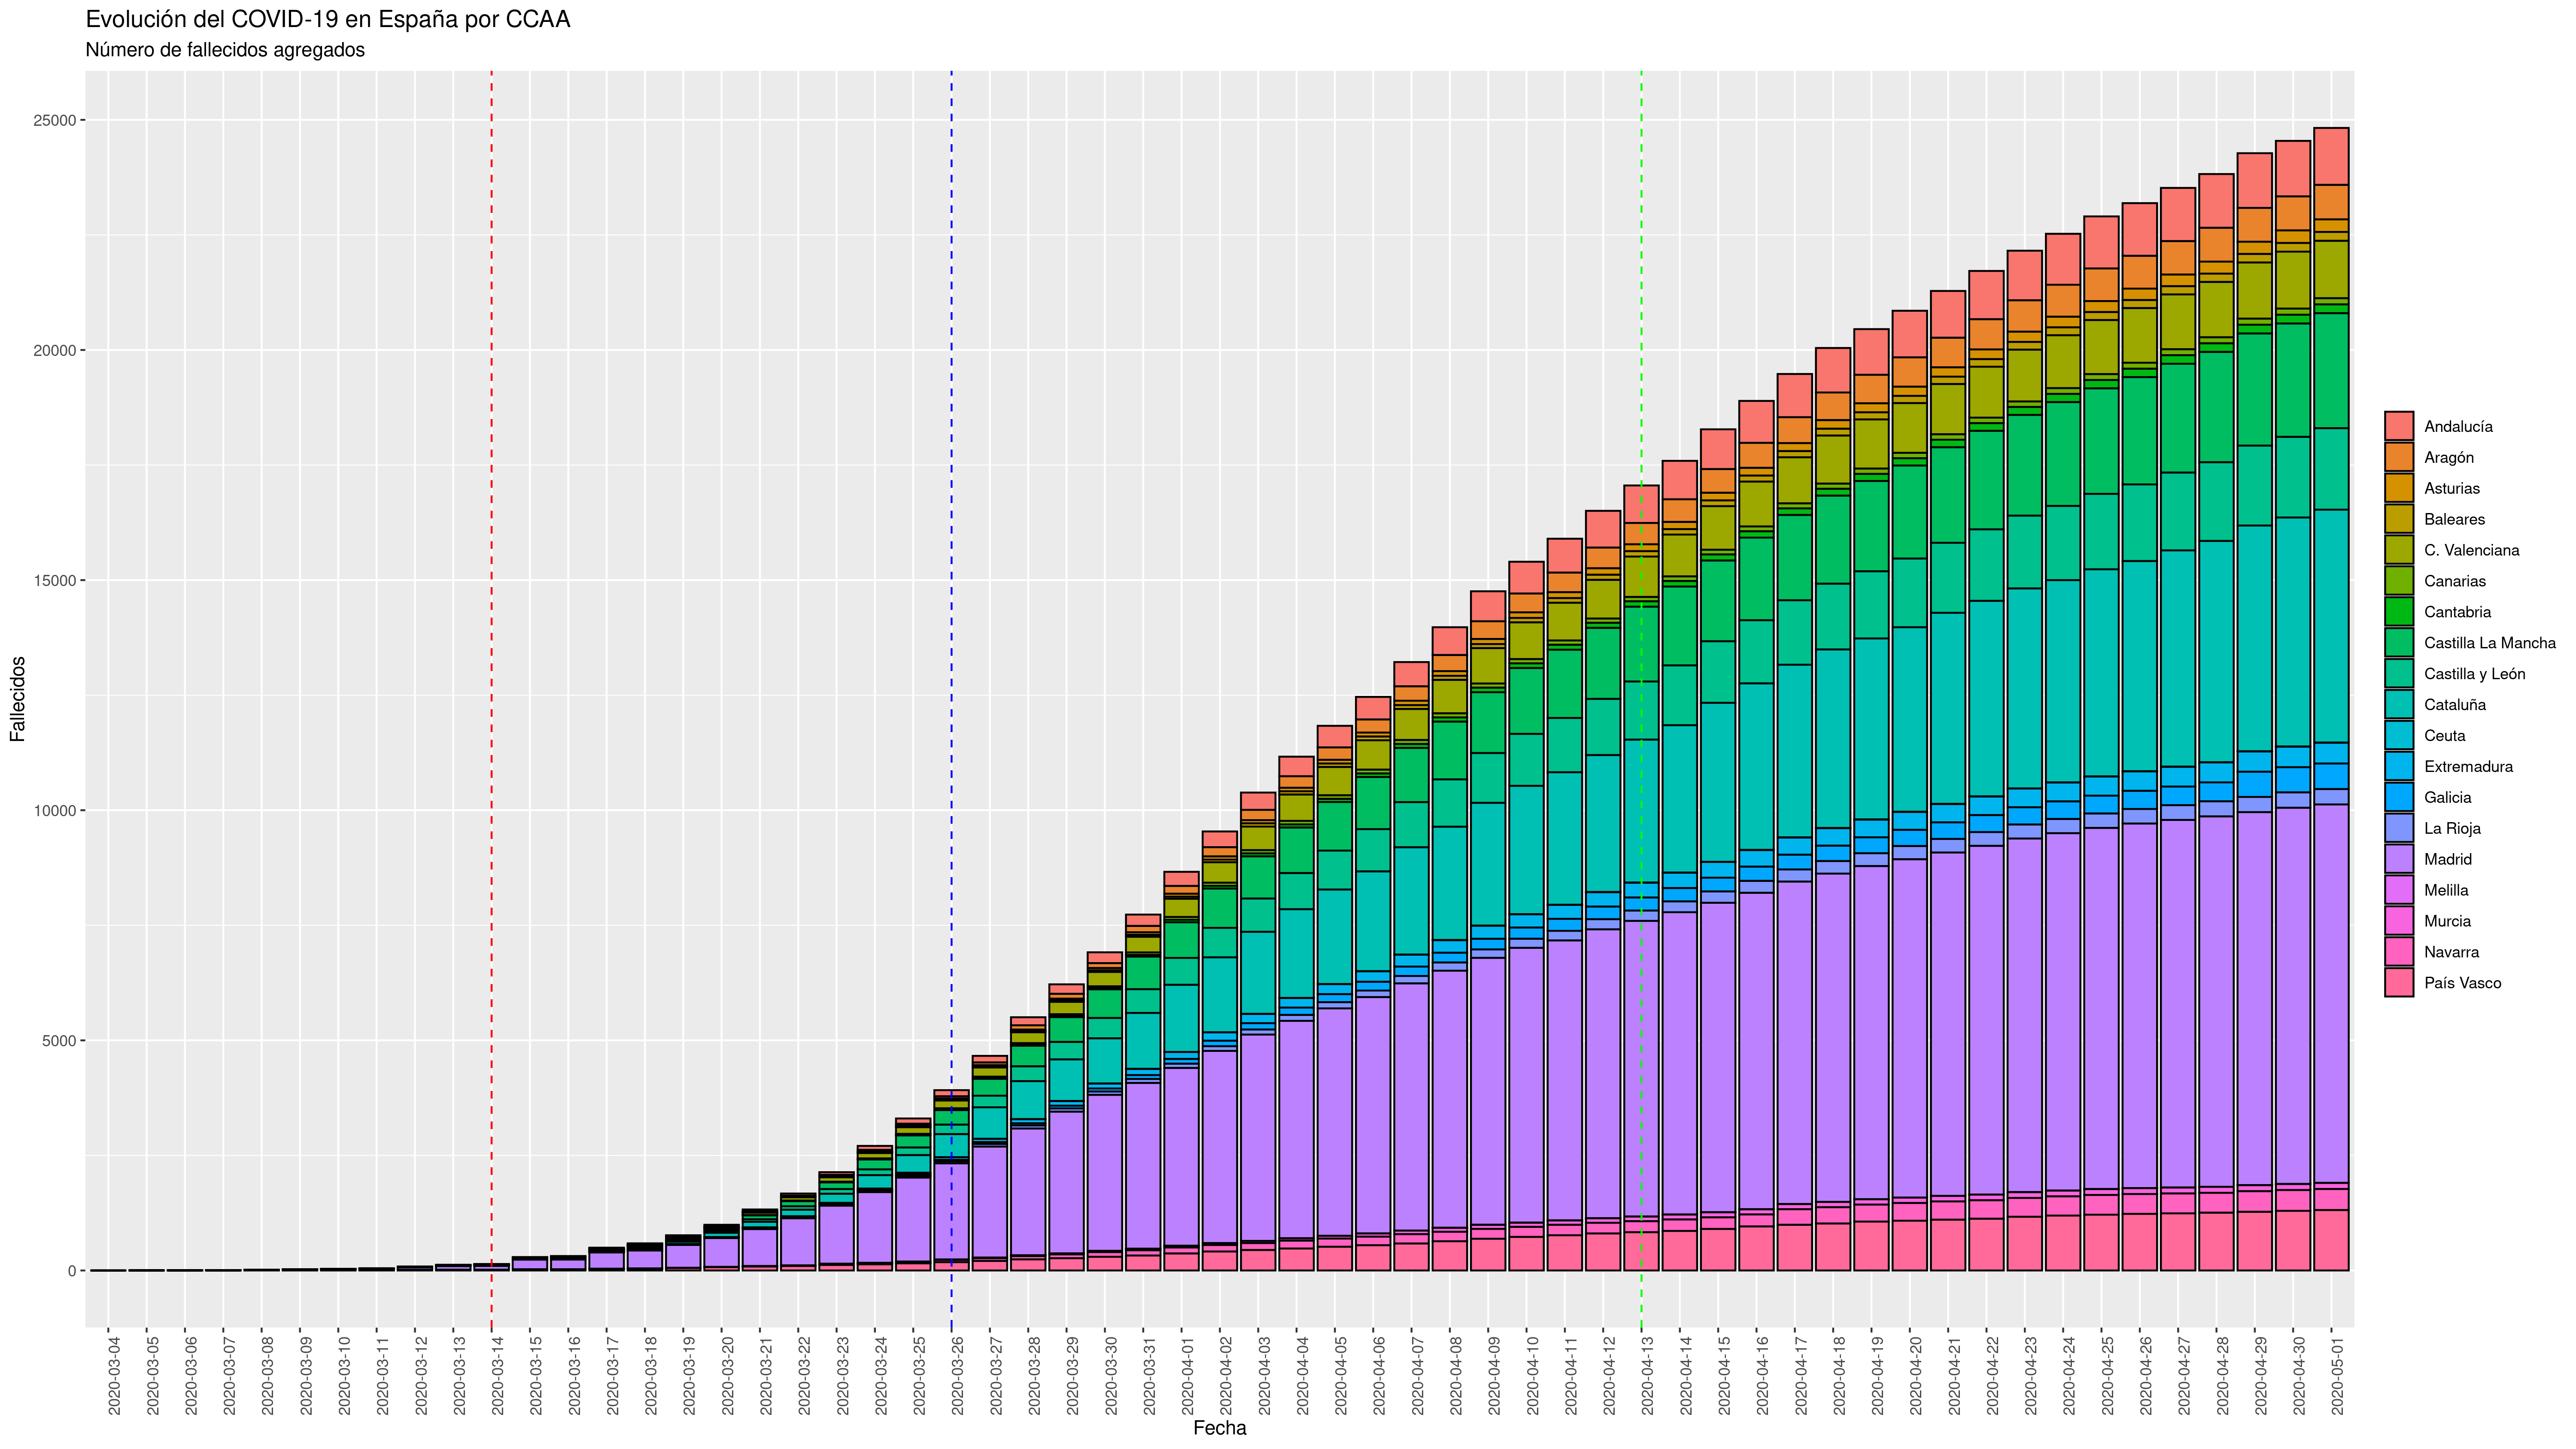 Evolución del COVID-19 en España por CCAA
Número de fallecidos agregados
Fallecidos
25000
20000
15000
10000
5000
0
2020-03-04
2020-03-05
2020-03-06
2020-03-07
2020-03-08
2020-03-09
2020-03-10
2020-03-11
2020-03-12
2020-03-13
2020-03-14
2020-03-15
2020-03-16
2020-03-17
2020-03-18
2020-03-19
2020-03-20
2020-03-21
2020-03-22
2020-03-23
2020-03-24
2020-03-25
2020-03-26
2020-03-27
2020-03-28
2020-03-29
2020-03-30
2020-03-31
2020-04-01
2020-04-02
2020-04-03
2020-04-04
2020-04-05
2020-04-06
2020-04-07
2020-04-08
2020-04-09
2020-04-10
2020-04-11
2020-04-12
2020-04-13
2020-04-14
2020-04-15
2020-04-16
2020-04-17
2020-04-18
2020-04-19
2020-04-20
2020-04-21
2020-04-22
2020-04-23
2020-04-24
2020-04-25
2020-04-26
2020-04-27
2020-04-28
2020-04-29
2020-04-30
2020-05-01
Fecha
Andalucía
Aragón
Asturias
Baleares
C. Valenciana
Canarias
Cantabria
Castilla La Mancha
Castilla y León
Cataluña
Ceuta
Extremadura
Galicia
La Rioja
Madrid
Melilla
Murcia
Navarra
País Vasco